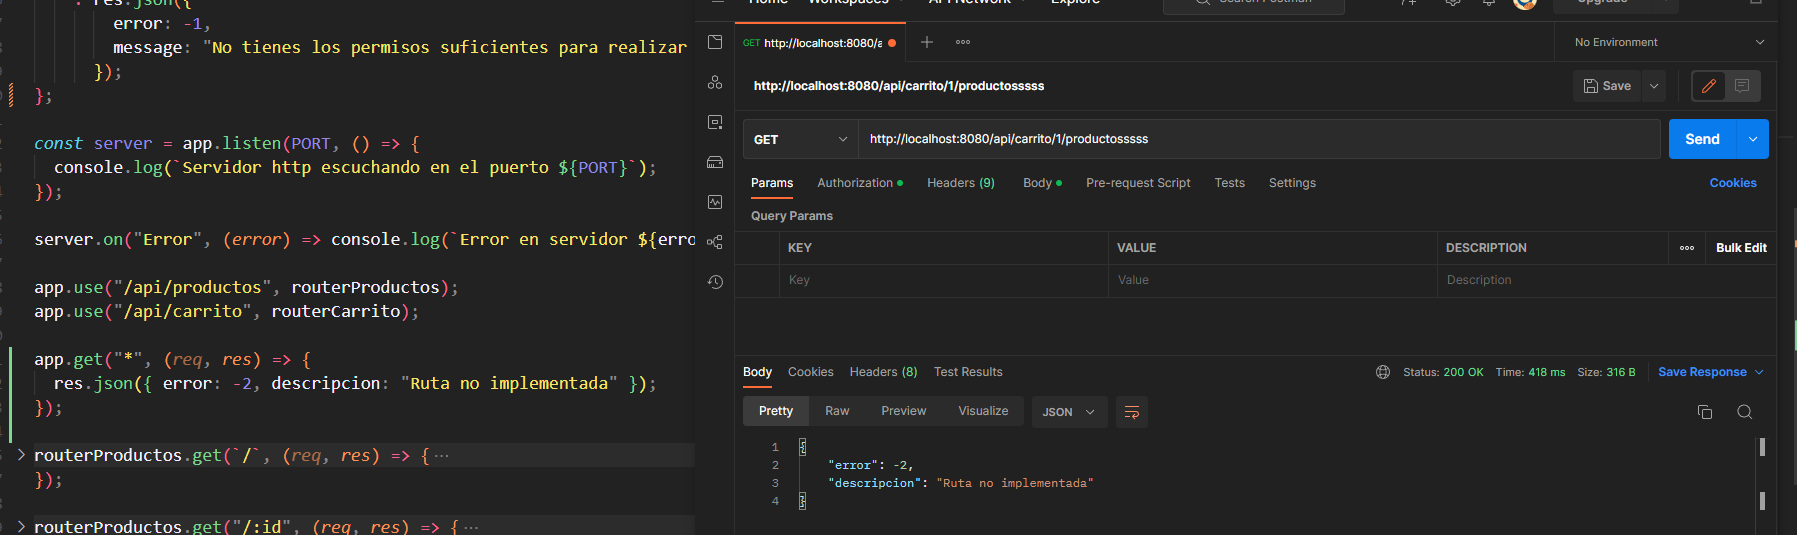 : res.json({
error: -1,
message: "No tienes los permisos suficientes para realizar
});
};
const server = app.listen(PORT, () => {
console.log(`Servidor http escuchando en el puerto ${PORT}`);
});
server.on("Error", (error) => console.log(`Error en servidor ${erro
app.use("/api/productos", routerProductos);
app.use("/api/carrito", routerCarrito);
app.get("*", (req, res) => {
res.json({ error: -2, descripcion: "Ruta no implementada" });
});
routerProductos.get(`/`, (req, res) => { ...
});
routerProductos.get("/:id", (req, res) => { ...
Home Workspaces API Network Explore Search Postman Upgrade
GET http://localhost:8080/a
No Environment
http://localhost:8080/api/carrito/1/productosssss
Save
GET http://localhost:8080/api/carrito/1/productosssss Send
Params Authorization Headers (9) Body Pre-request Script Tests Settings Cookies
Query Params
KEY VALUE DESCRIPTION Bulk Edit
Key Value Description
Body Cookies Headers (8) Test Results Status: 200 OK Time: 418 ms Size: 316 B Save Response
Pretty Raw Preview Visualize JSON
1 {
2 "error": -2,
3 "descripcion": "Ruta no implementada"
4 }